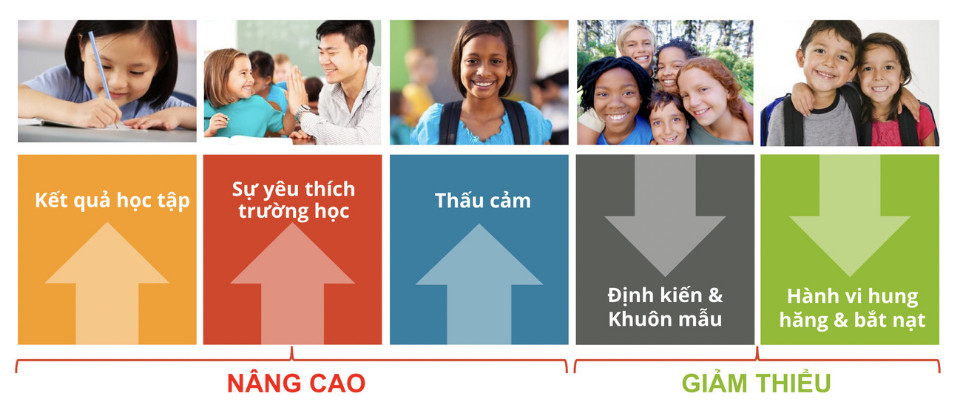 Kết quả học tập
Sự yêu thích
trường học
Thấu cảm
Định kiến &
Khuôn mẫu
Hành vi hung
hăng & bắt nạt
NÂNG CAO
GIẢM THIỂU